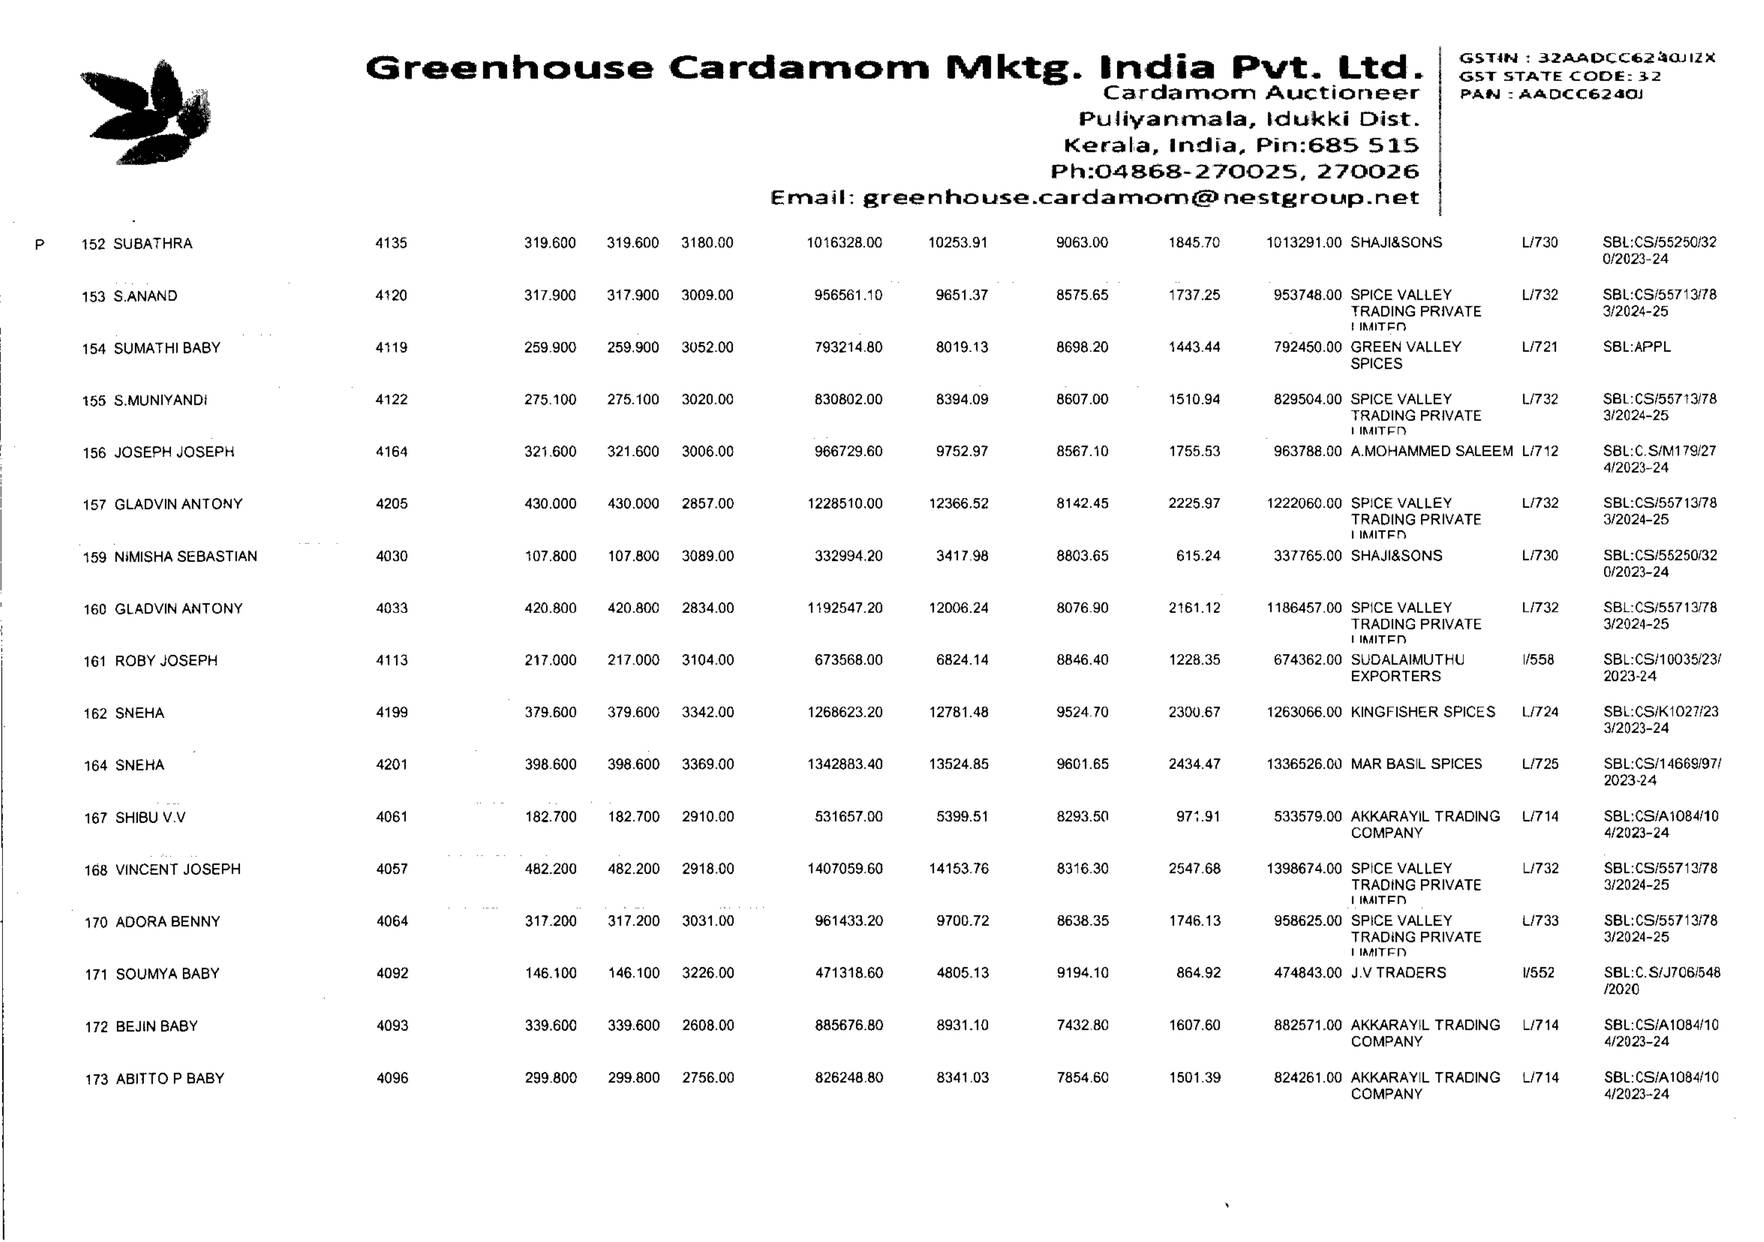 Greenhouse Cardamom Mktg. India Pvt. Ltd.
Cardamom Auctioneer
Puliyanmala, Idukki Dist.
Kerala, India, Pin:685 515
Ph:04868-270025, 270026
Email: greenhouse.cardamom@nestgroup.net
GSTIN : 32AADCC6240J1ZX
GST STATE CODE: 32
PAN : AADCC6240J
P 152 SUBATHRA 4135 319.600 319.600 3180.00 1016328.00 10253.91 9063.00 1845.70 1013291.00 SHAJI&SONS L/730 SBL:CS/55250/32
0/2023-24
153 S.ANAND 4120 317.900 317.900 3009.00 956561.10 9651.37 8575.65 1737.25 953748.00 SPICE VALLEY L/732 SBL:CS/55713/78
TRADING PRIVATE 3/2024-25
LIMITED
154 SUMATHI BABY 4119 259.900 259.900 3052.00 793214.80 8019.13 8698.20 1443.44 792450.00 GREEN VALLEY L/721 SBL:APPL
SPICES
155 S.MUNIYANDI 4122 275.100 275.100 3020.00 830802.00 8394.09 8607.00 1510.94 829504.00 SPICE VALLEY L/732 SBL:CS/55713/78
TRADING PRIVATE 3/2024-25
LIMITED
156 JOSEPH JOSEPH 4164 321.600 321.600 3006.00 966729.60 9752.97 8567.10 1755.53 963788.00 A.MOHAMMED SALEEM L/712 SBL:C.S/M179/27
4/2023-24
157 GLADVIN ANTONY 4205 430.000 430.000 2857.00 1228510.00 12366.52 8142.45 2225.97 1222060.00 SPICE VALLEY L/732 SBL:CS/55713/78
TRADING PRIVATE 3/2024-25
LIMITED
159 NIMISHA SEBASTIAN 4030 107.800 107.800 3089.00 332994.20 3417.98 8803.65 615.24 337765.00 SHAJI&SONS L/730 SBL:CS/55250/32
0/2023-24
160 GLADVIN ANTONY 4033 420.800 420.800 2834.00 1192547.20 12006.24 8076.90 2161.12 1186457.00 SPICE VALLEY L/732 SBL:CS/55713/78
TRADING PRIVATE 3/2024-25
LIMITED
161 ROBY JOSEPH 4113 217.000 217.000 3104.00 673568.00 6824.14 8846.40 1228.35 674362.00 SUDALAIMUTHU I/558 SBL:CS/10035/23/
EXPORTERS 2023-24
162 SNEHA 4199 379.600 379.600 3342.00 1268623.20 12781.48 9524.70 2300.67 1263066.00 KINGFISHER SPICES L/724 SBL:CS/K1027/23
3/2023-24
164 SNEHA 4201 398.600 398.600 3369.00 1342883.40 13524.85 9601.65 2434.47 1336526.00 MAR BASIL SPICES L/725 SBL:CS/14669/97/
2023-24
167 SHIBU V.V 4061 182.700 182.700 2910.00 531657.00 5399.51 8293.50 971.91 533579.00 AKKARAYIL TRADING L/714 SBL:CS/A1084/10
COMPANY 4/2023-24
168 VINCENT JOSEPH 4057 482.200 482.200 2918.00 1407059.60 14153.76 8316.30 2547.68 1398674.00 SPICE VALLEY L/732 SBL:CS/55713/78
TRADING PRIVATE 3/2024-25
LIMITED
170 ADORA BENNY 4064 317.200 317.200 3031.00 961433.20 9700.72 8638.35 1746.13 958625.00 SPICE VALLEY L/733 SBL:CS/55713/78
TRADING PRIVATE 3/2024-25
LIMITED
171 SOUMYA BABY 4092 146.100 146.100 3226.00 471318.60 4805.13 9194.10 864.92 474843.00 J.V TRADERS I/552 SBL:C.S/J706/548
/2020
172 BEJIN BABY 4093 339.600 339.600 2608.00 885676.80 8931.10 7432.80 1607.60 882571.00 AKKARAYIL TRADING L/714 SBL:CS/A1084/10
COMPANY 4/2023-24
173 ABITTO P BABY 4096 299.800 299.800 2756.00 826248.80 8341.03 7854.60 1501.39 824261.00 AKKARAYIL TRADING L/714 SBL:CS/A1084/10
COMPANY 4/2023-24